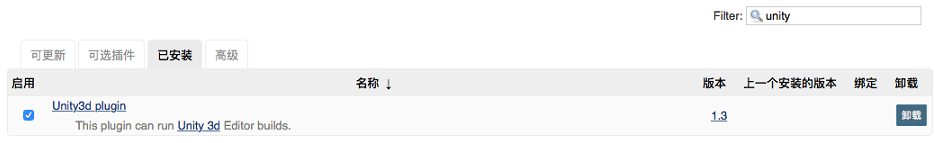 Filter: unity
可更新 可选插件 已安装 高级
启用 名称 ↓ 版本 上一个安装的版本 绑定 卸载
Unity3d plugin 1.3 卸载
This plugin can run Unity 3d Editor builds.